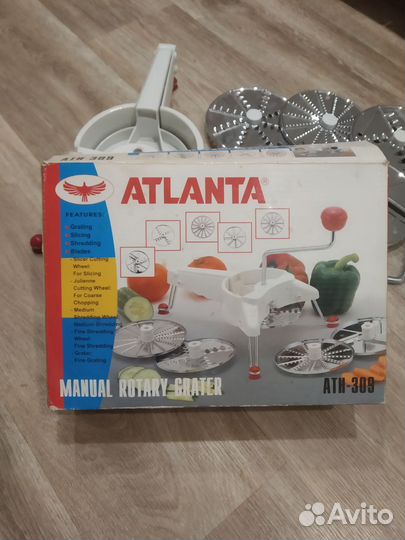 ATH-309
ATLANTA®
FEATURES:
Grating
Slicing
Shredding
Blades
Slicer Cutting
Wheel:
For Slicing
Julienne
Cutting Wheel:
For Coarse
Chopping
Medium
Shredding Wheel
Medium Shredding
Fine Shredding
Wheel:
Fine Shredding
Grater:
Fine Grating
MANUAL ROTARY GRATER
ATH-309
Avito